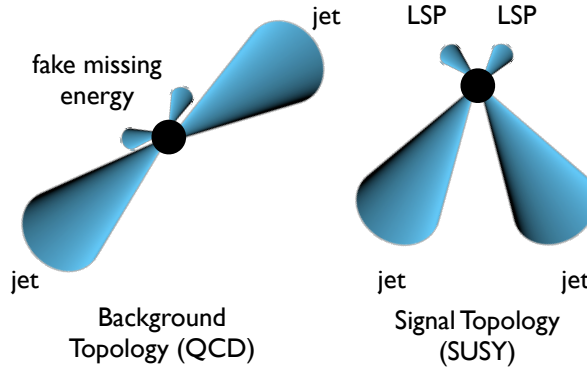 jet
fake missing
energy
jet
Background
Topology (QCD)
LSP LSP
jet jet
Signal Topology
(SUSY)